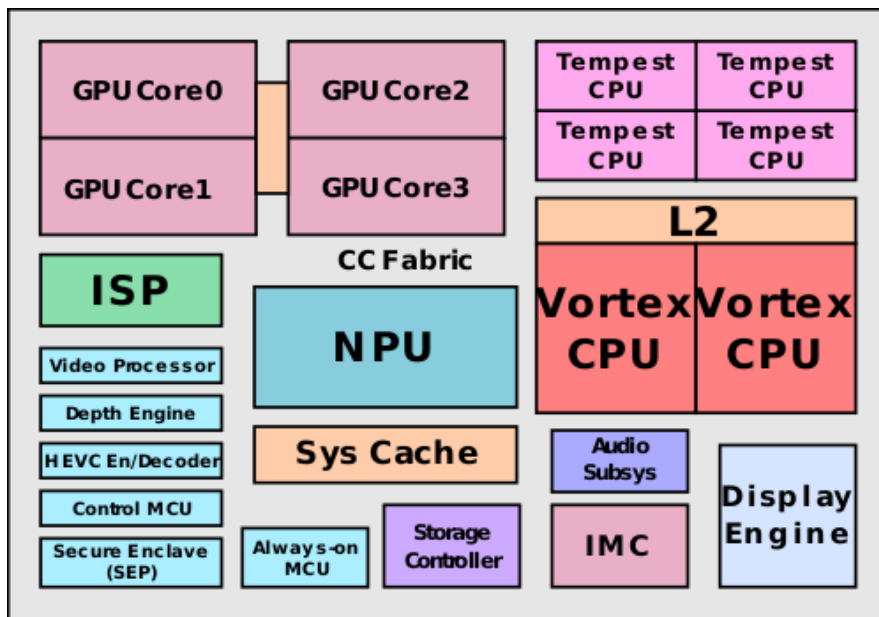 GPU Core0
GPU Core2
GPU Core1
GPU Core3
Tempest
CPU
Tempest
CPU
Tempest
CPU
Tempest
CPU
L2
Vortex
CPU
Vortex
CPU
CC Fabric
ISP
NPU
Video Processor
Depth Engine
HEVC En/Decoder
Control MCU
Secure Enclave
(SEP)
Sys Cache
Always-on
MCU
Storage
Controller
Audio
Subsys
IMC
Display
Engine